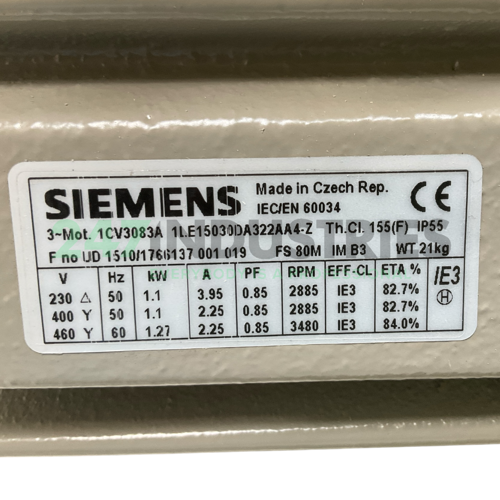 SIEMENS Made in Czech Rep. CE
IEC/EN 60034
3-Mot. 1CV3083A 1LE15030DA322AA4-Z Th.Cl. 155(F) IP55
F no UD 1510/1766137 001 019 FS 80M IM B3 WT 21kg
V Hz kW A PF RPM EFF-CL ETA % IE3
230 △ 50 1.1 3.95 0.85 2885 IE3 82.7% H
400 Y 50 1.1 2.25 0.85 2885 IE3 82.7%
460 Y 60 1.27 2.25 0.85 3480 IE3 84.0%
247 INDUSTRIES